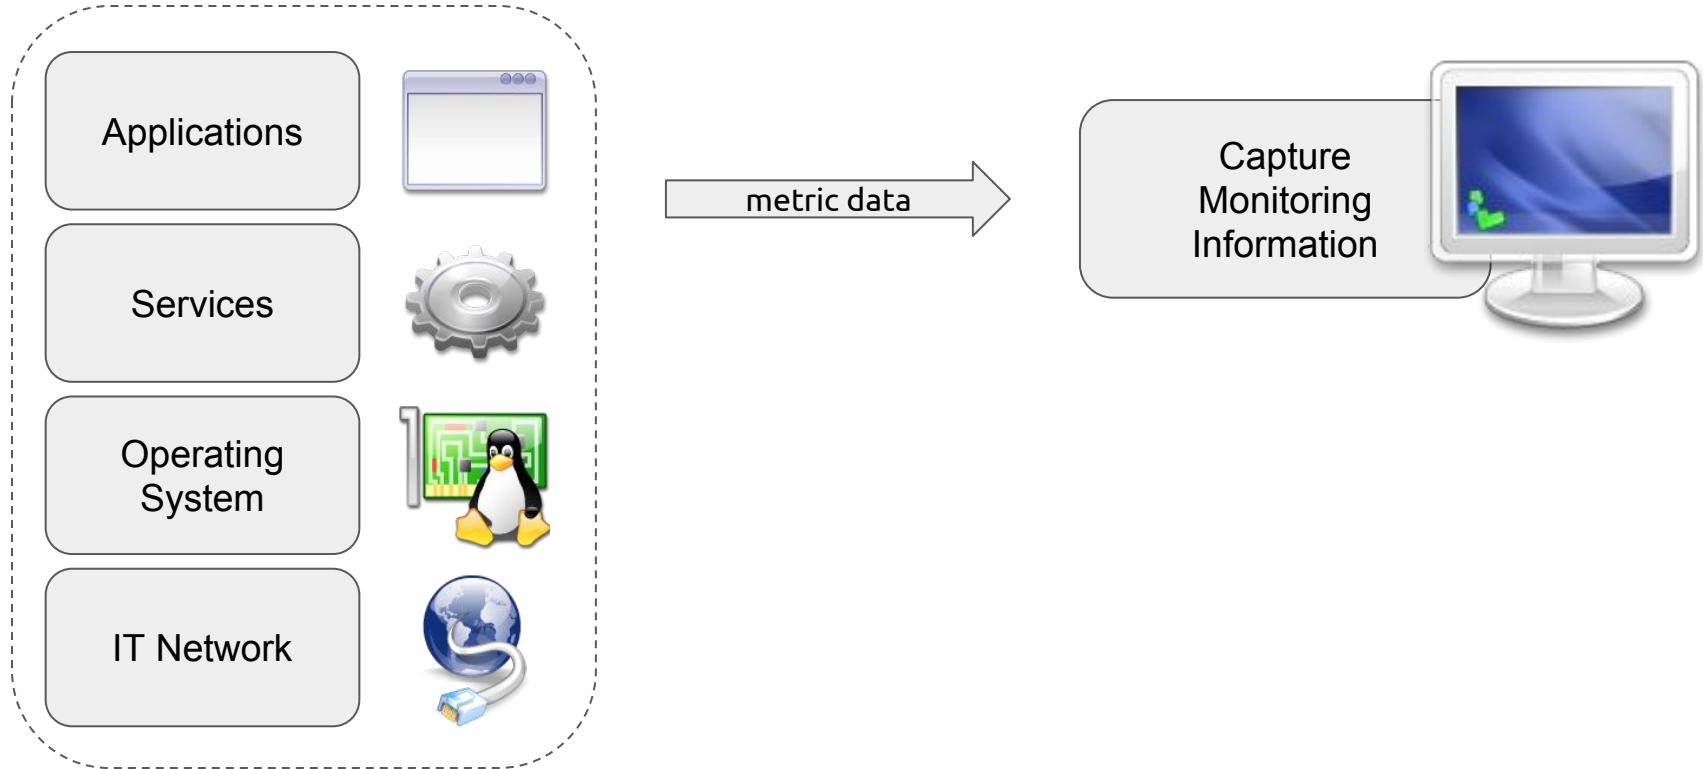 Applications
Services
Operating
System
IT Network
metric data
Capture
Monitoring
Information